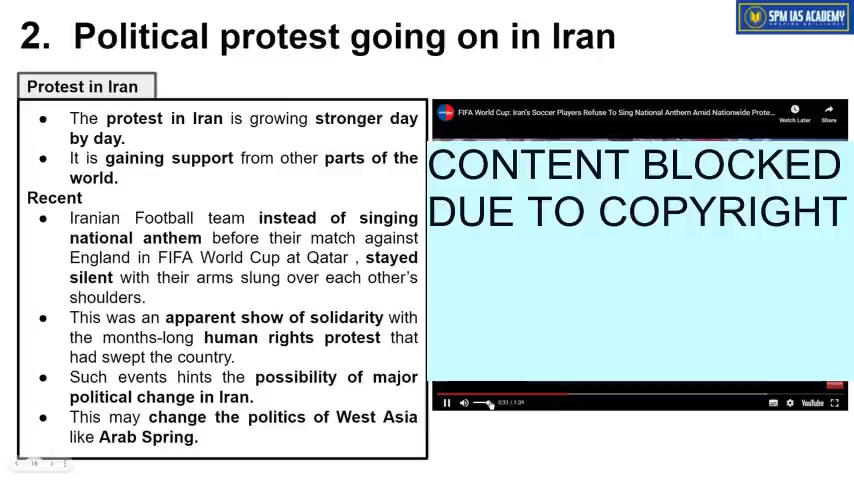 SPM IAS ACADEMY
2. Political protest going on in Iran
Protest in Iran
● The protest in Iran is growing stronger day
by day.
● It is gaining support from other parts of the
world.
Recent
● Iranian Football team instead of singing
national anthem before their match against
England in FIFA World Cup at Qatar , stayed
silent with their arms slung over each other's
shoulders.
● This was an apparent show of solidarity with
the months-long human rights protest that
had swept the country.
● Such events hints the possibility of major
political change in Iran.
● This may change the politics of West Asia
like Arab Spring.
FIFA World Cup: Iran's Soccer Players Refuse To Sing National Anthem Amid Nationwide Prote...
Watch Later
Share
CONTENT BLOCKED
DUE TO COPYRIGHT
YouTube